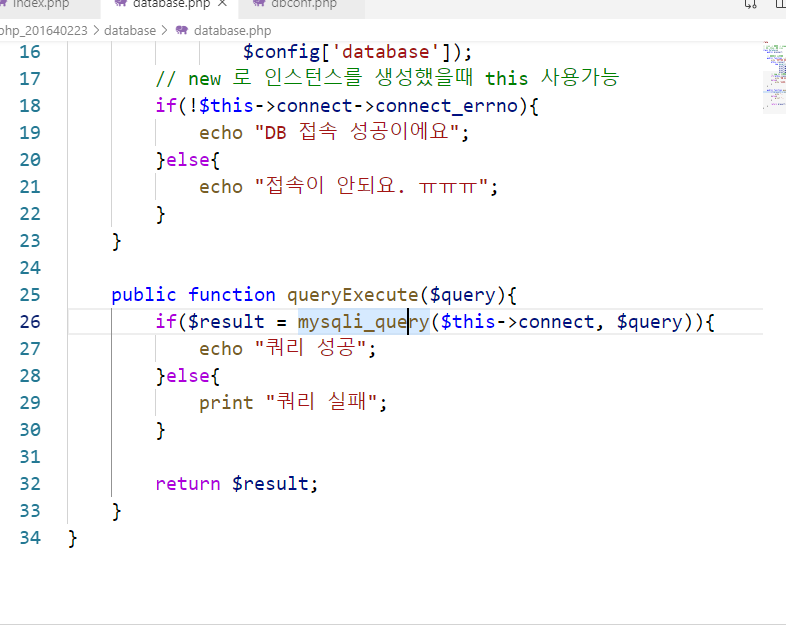 index.php database.php × dbconf.php
php_201640223 > database > database.php
16 $config['database']);
17 // new 로 인스턴스를 생성했을때 this 사용가능
18 if(!$this->connect->connect_errno){
19 echo "DB 접속 성공이에요";
20 }else{
21 echo "접속이 안되요. ㅠㅠㅠ";
22 }
23 }
24
25 public function queryExecute($query){
26 if($result = mysqli_query($this->connect, $query)){
27 echo "쿼리 성공";
28 }else{
29 print "쿼리 실패";
30 }
31
32 return $result;
33 }
34 }